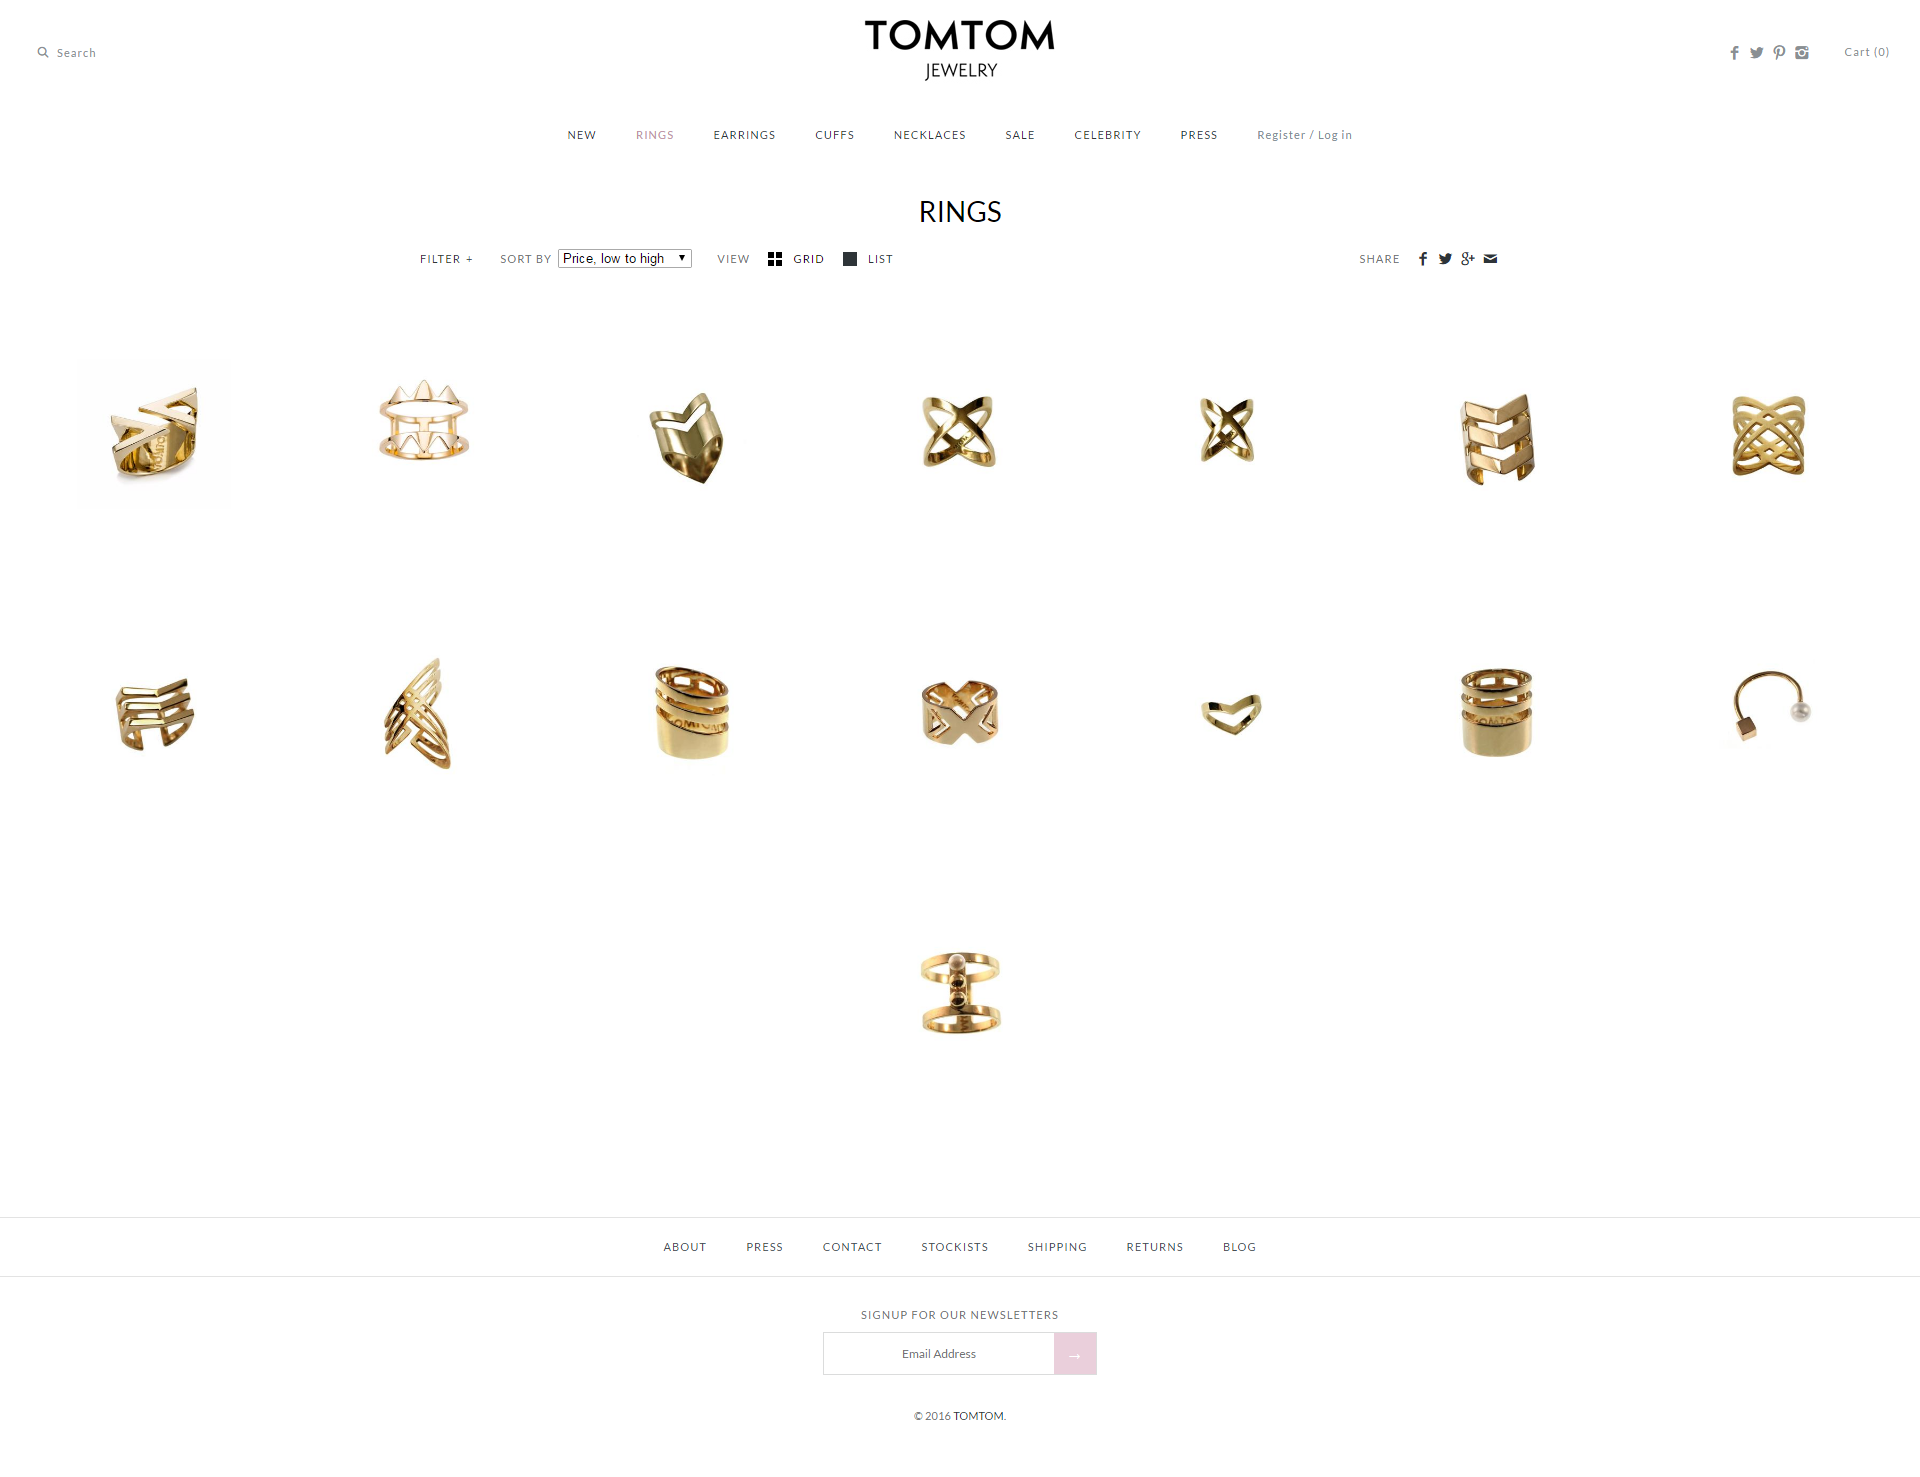 Search
TOMTOM
JEWELRY
Cart (0)
NEW RINGS EARRINGS CUFFS NECKLACES SALE CELEBRITY PRESS Register / Log in
RINGS
FILTER + SORT BY Price, low to high VIEW GRID LIST SHARE
ABOUT PRESS CONTACT STOCKISTS SHIPPING RETURNS BLOG
SIGNUP FOR OUR NEWSLETTERS
Email Address →
© 2016 TOMTOM.